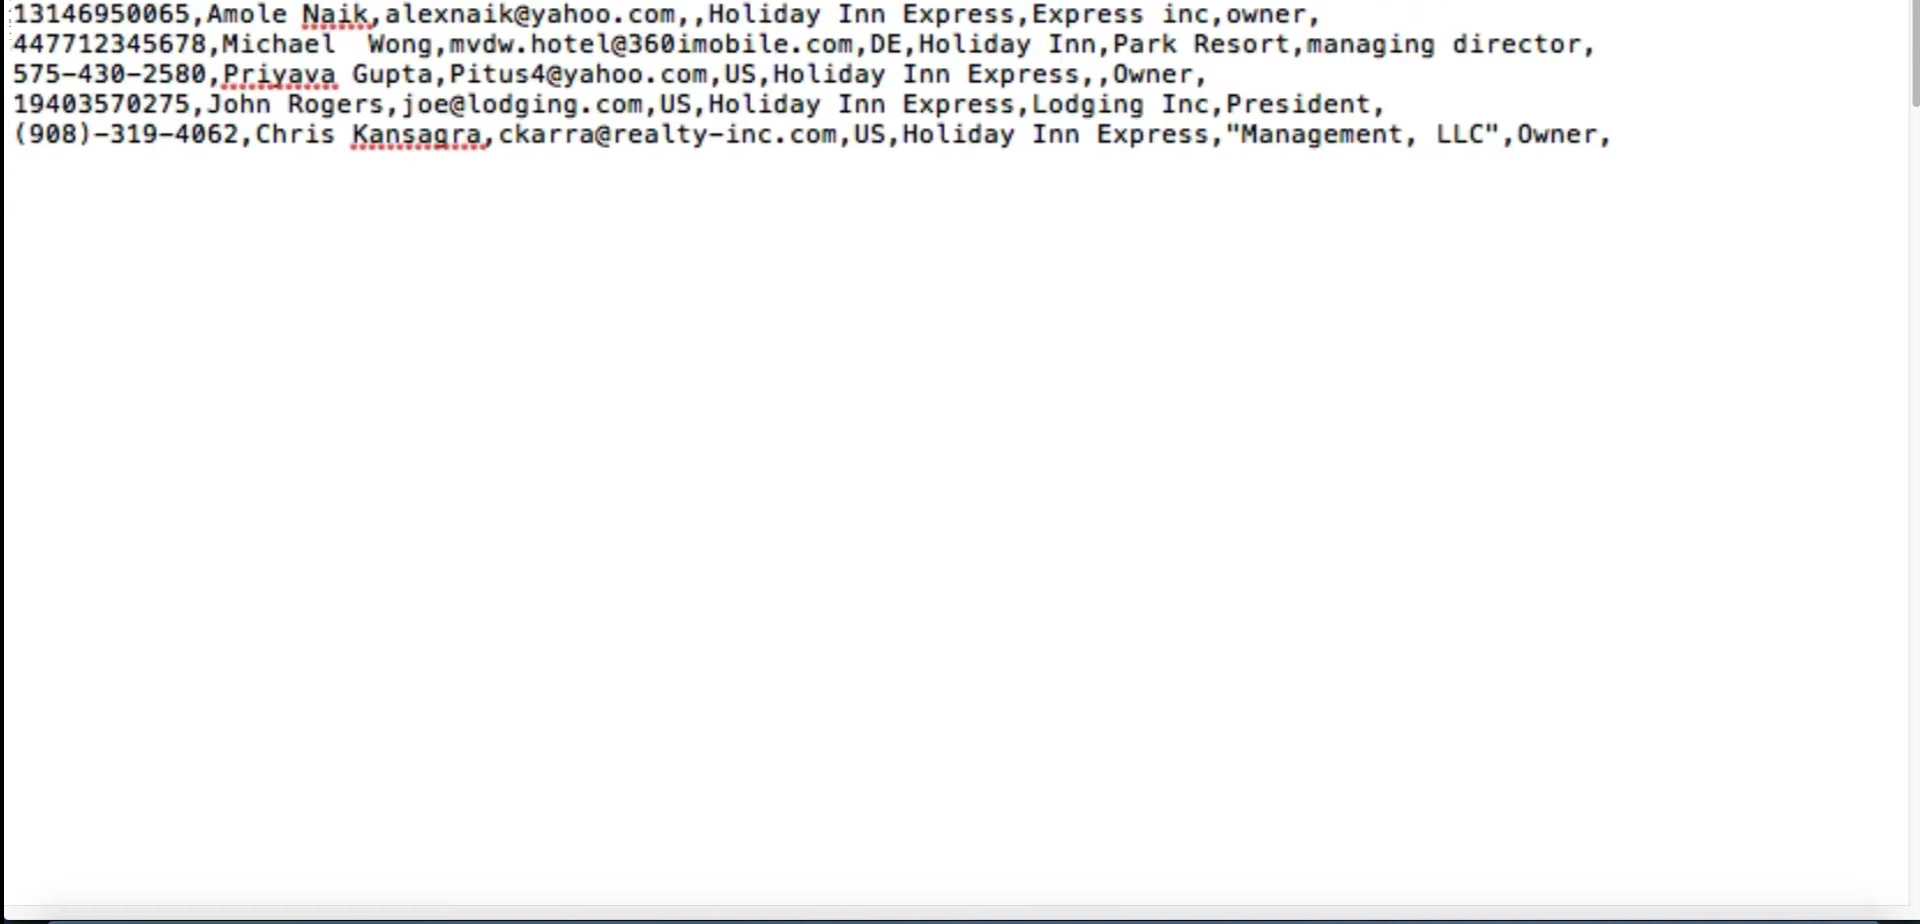 13146950065,Amole Naik,alexnaik@yahoo.com,,Holiday Inn Express,Express inc,owner,
447712345678,Michael  Wong,mvdw.hotel@360imobile.com,DE,Holiday Inn,Park Resort,managing director,
575-430-2580,Priyava Gupta,Pitus4@yahoo.com,US,Holiday Inn Express,,Owner,
19403570275,John Rogers,joe@lodging.com,US,Holiday Inn Express,Lodging Inc,President,
(908)-319-4062,Chris Kansagra,ckarra@realty-inc.com,US,Holiday Inn Express,"Management, LLC",Owner,